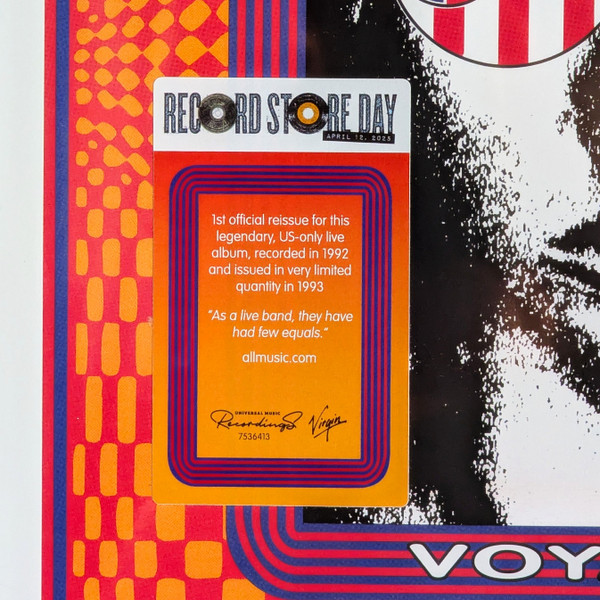 RECORD STORE DAY
APRIL 12, 2025
1st official reissue for this
legendary, US-only live
album, recorded in 1992
and issued in very limited
quantity in 1993
“As a live band, they have
had few equals.”
allmusic.com
UNIVERSAL MUSIC
Recordings Virgin
7536413
VOYA